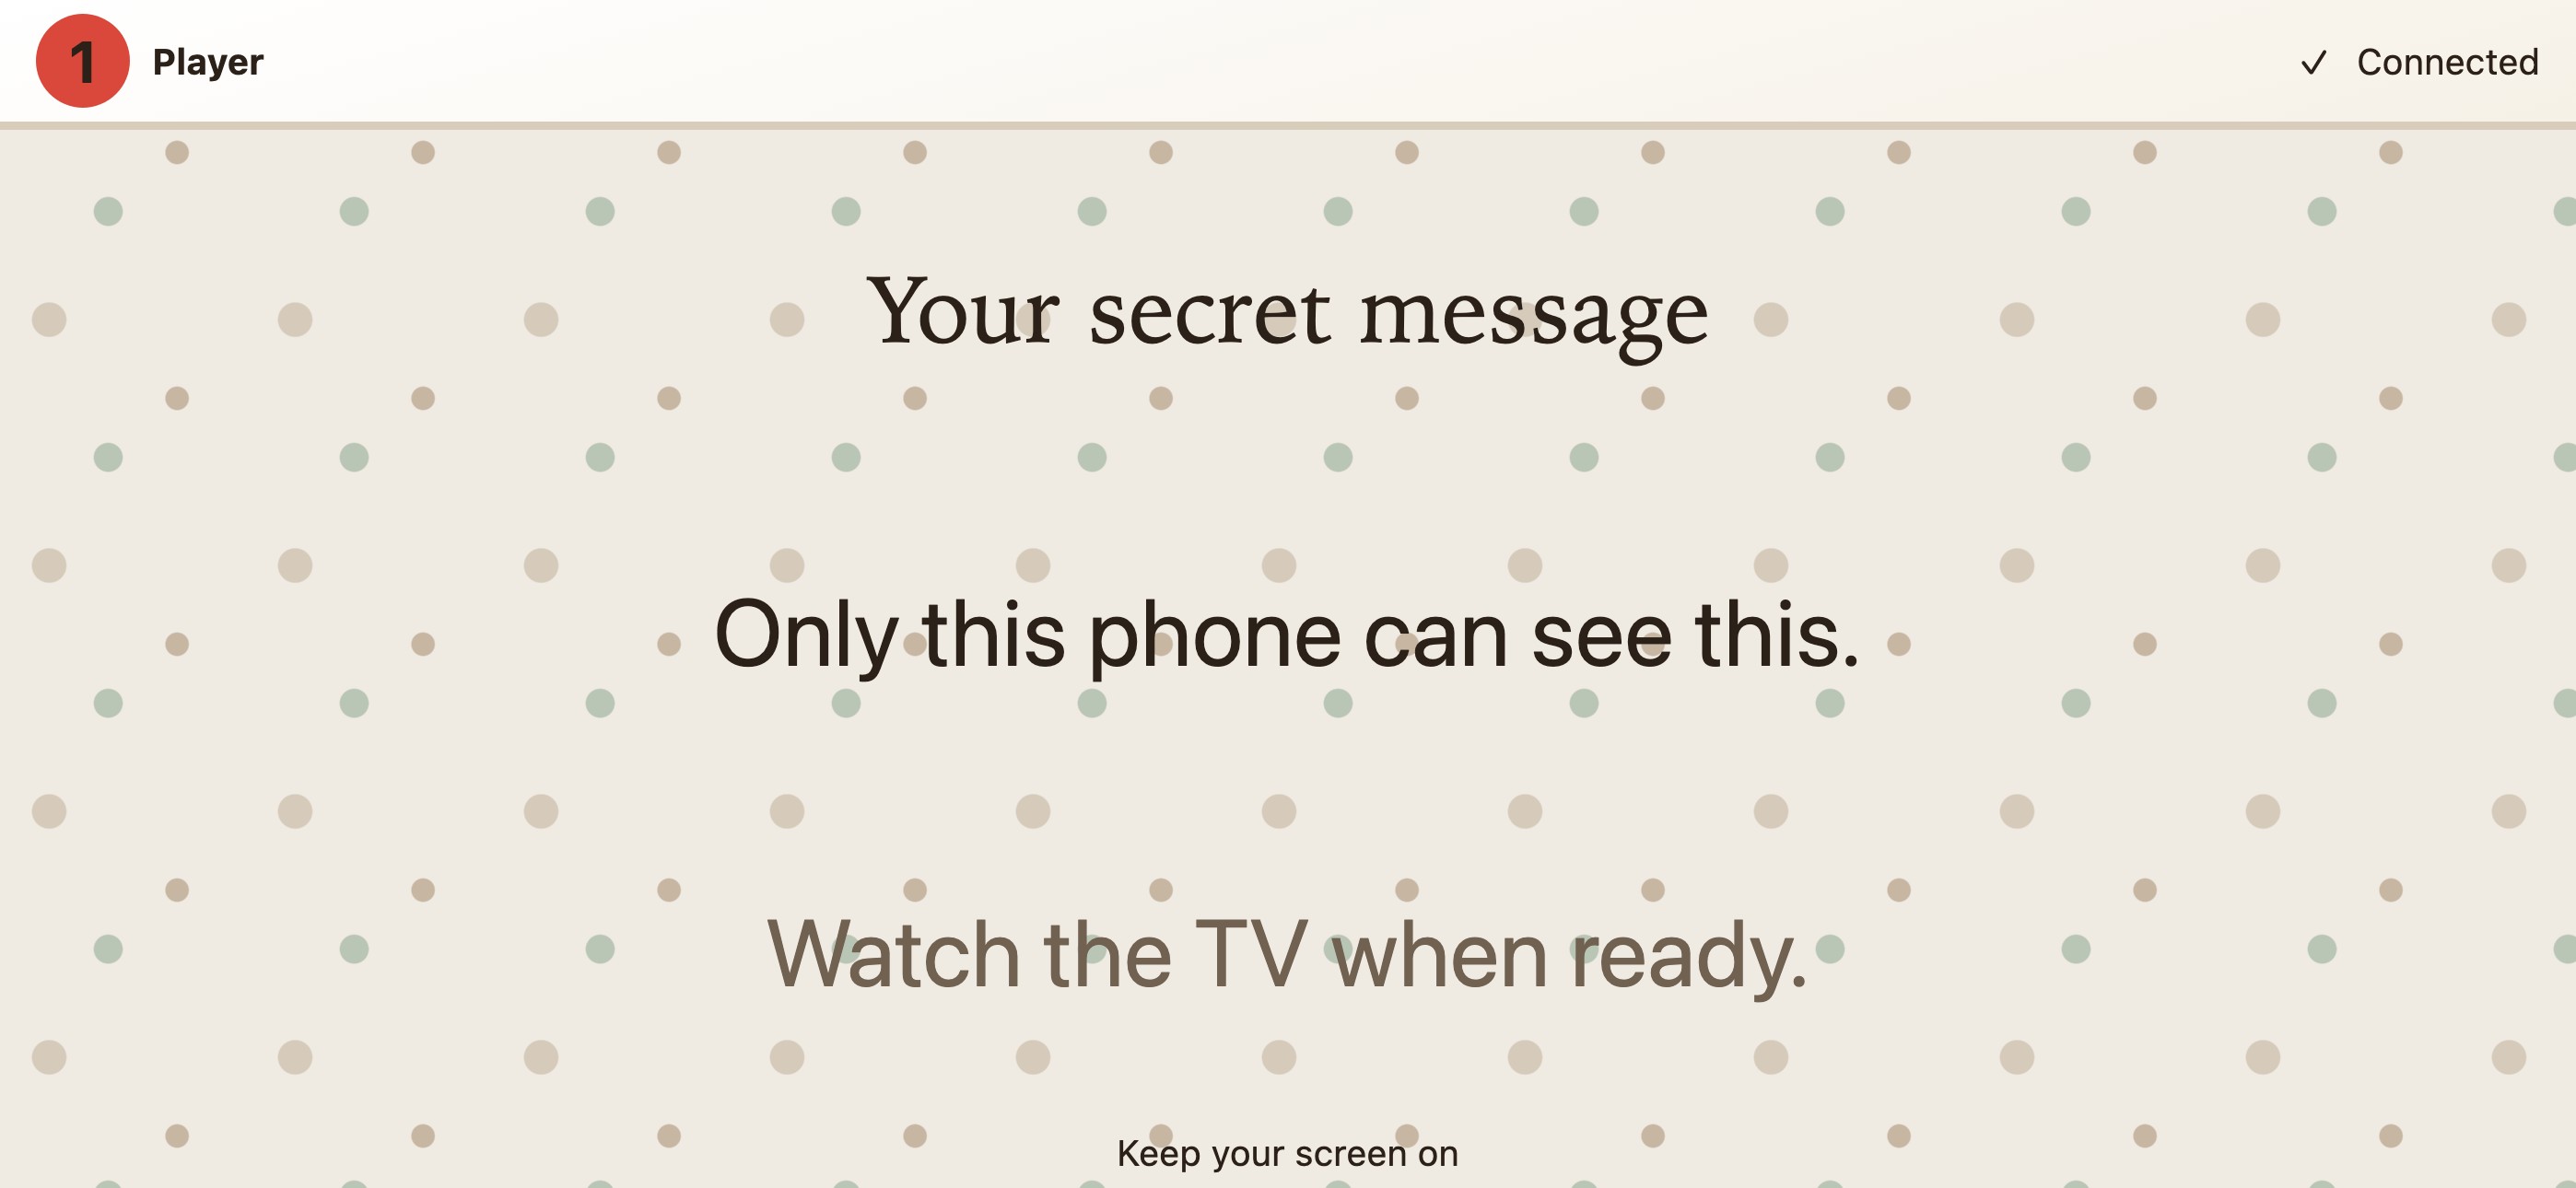 1 Player
✓ Connected
Your secret message
Only this phone can see this.
Watch the TV when ready.
Keep your screen on